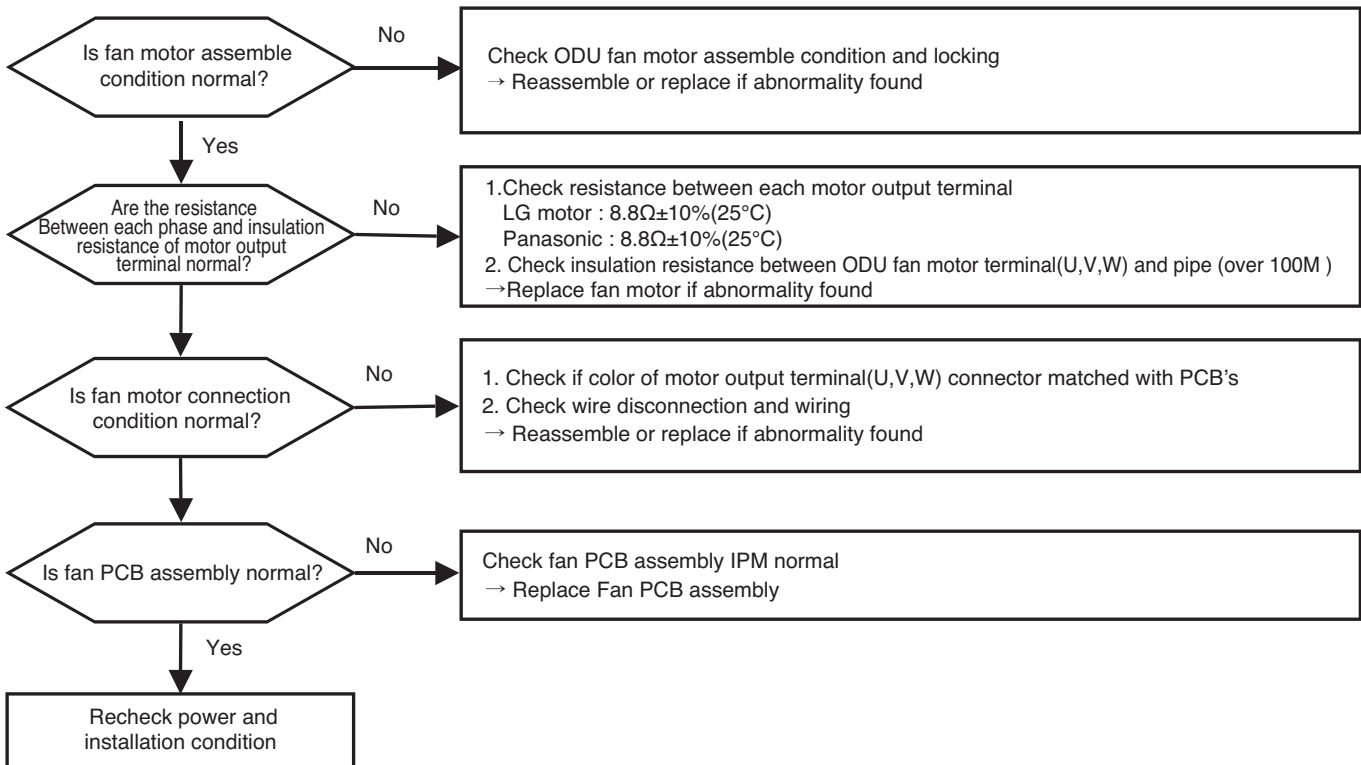 Is fan motor assemble
condition normal?
No
Check ODU fan motor assemble condition and locking
→ Reassemble or replace if abnormality found
Yes
Are the resistance
Between each phase and insulation
resistance of motor output
terminal normal?
No
1.Check resistance between each motor output terminal
LG motor : 8.8Ω±10%(25°C)
Panasonic : 8.8Ω±10%(25°C)
2. Check insulation resistance between ODU fan motor terminal(U,V,W) and pipe (over 100M )
→Replace fan motor if abnormality found
Is fan motor connection
condition normal?
No
1. Check if color of motor output terminal(U,V,W) connector matched with PCB's
2. Check wire disconnection and wiring
→ Reassemble or replace if abnormality found
Is fan PCB assembly normal?
No
Check fan PCB assembly IPM normal
→ Replace Fan PCB assembly
Yes
Recheck power and
installation condition